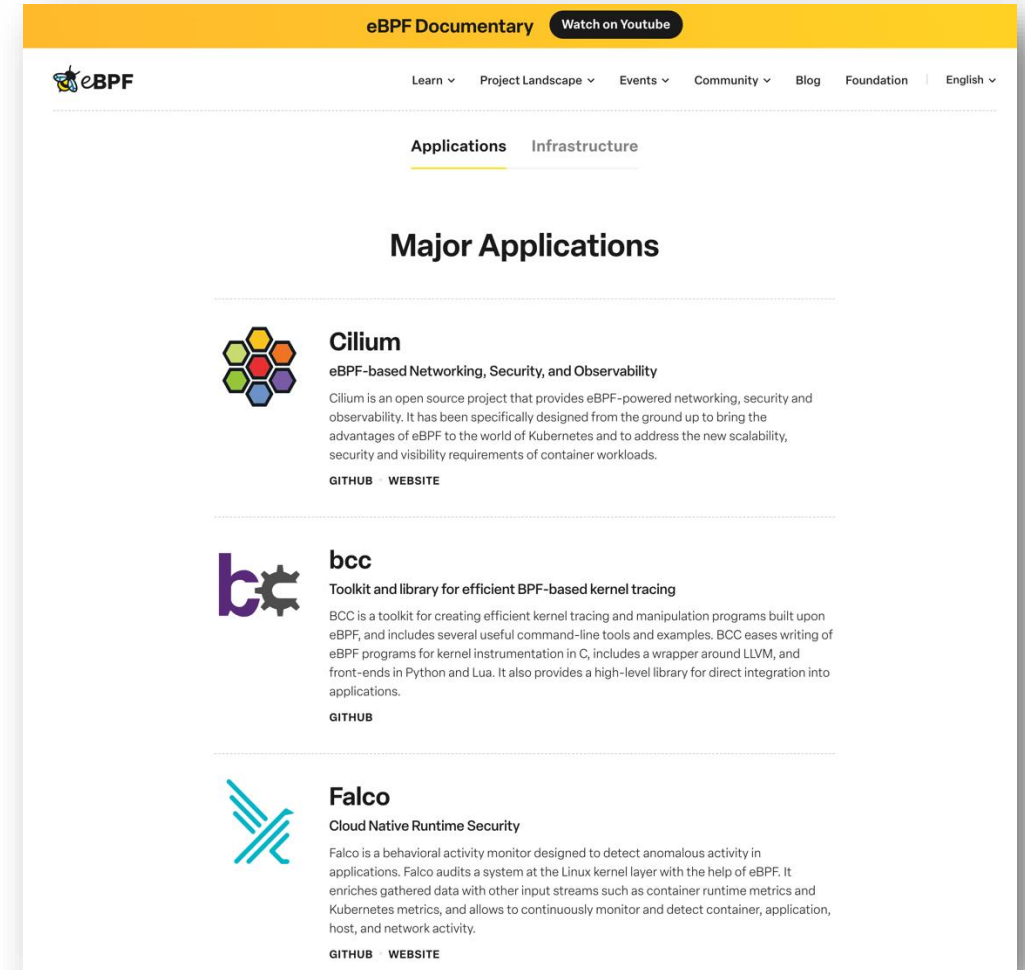 eBPF Documentary Watch on Youtube
eBPF Learn Project Landscape Events Community Blog Foundation English
Applications Infrastructure
Major Applications
Cilium
eBPF-based Networking, Security, and Observability
Cilium is an open source project that provides eBPF-powered networking, security and
observability. It has been specifically designed from the ground up to bring the
advantages of eBPF to the world of Kubernetes and to address the new scalability,
security and visibility requirements of container workloads.
GITHUB WEBSITE
bc
bcc
Toolkit and library for efficient BPF-based kernel tracing
BCC is a toolkit for creating efficient kernel tracing and manipulation programs built upon
eBPF, and includes several useful command-line tools and examples. BCC eases writing of
eBPF programs for kernel instrumentation in C, includes a wrapper around LLVM, and
front-ends in Python and Lua. It also provides a high-level library for direct integration into
applications.
GITHUB
Falco
Cloud Native Runtime Security
Falco is a behavioral activity monitor designed to detect anomalous activity in
applications. Falco audits a system at the Linux kernel layer with the help of eBPF. It
enriches gathered data with other input streams such as container runtime metrics and
Kubernetes metrics, and allows to continuously monitor and detect container, application,
host, and network activity.
GITHUB WEBSITE